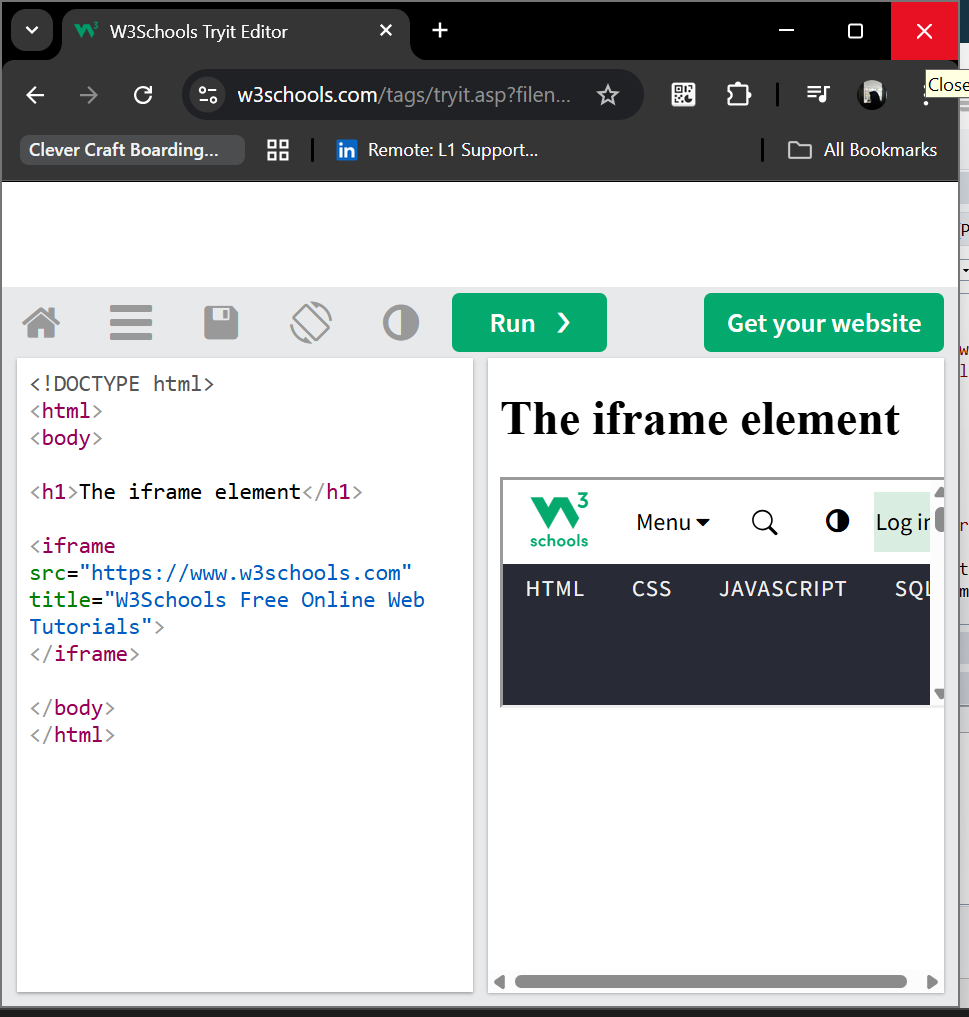 W3Schools Tryit Editor
Close
w3schools.com/tags/tryit.asp?filen...
Clever Craft Boarding...
Remote: L1 Support...
All Bookmarks
Run
Get your website
<!DOCTYPE html>
<html>
<body>
<h1>The iframe element</h1>
<iframe
src="https://www.w3schools.com"
title="W3Schools Free Online Web
Tutorials">
</iframe>
</body>
</html>
The iframe element
W3
schools
Menu
Log in
HTML CSS JAVASCRIPT SQL